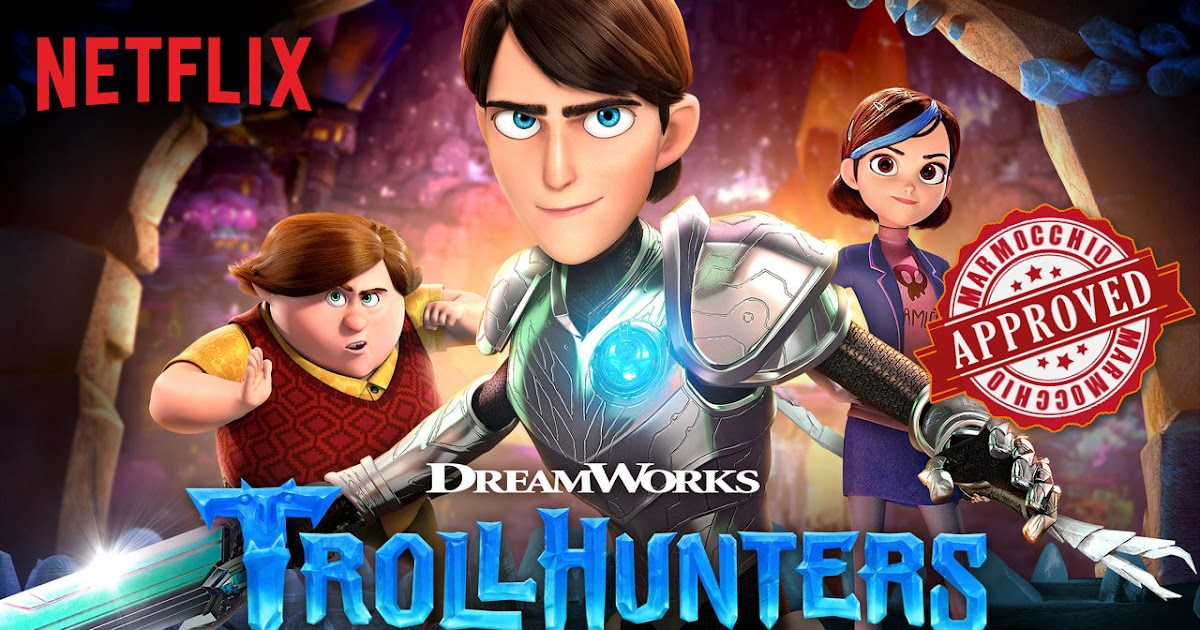 NETFLIX
MARMOCCHIO
APPROVED
MARMOCCHIO
DREAMWORKS
TROLLHUNTERS